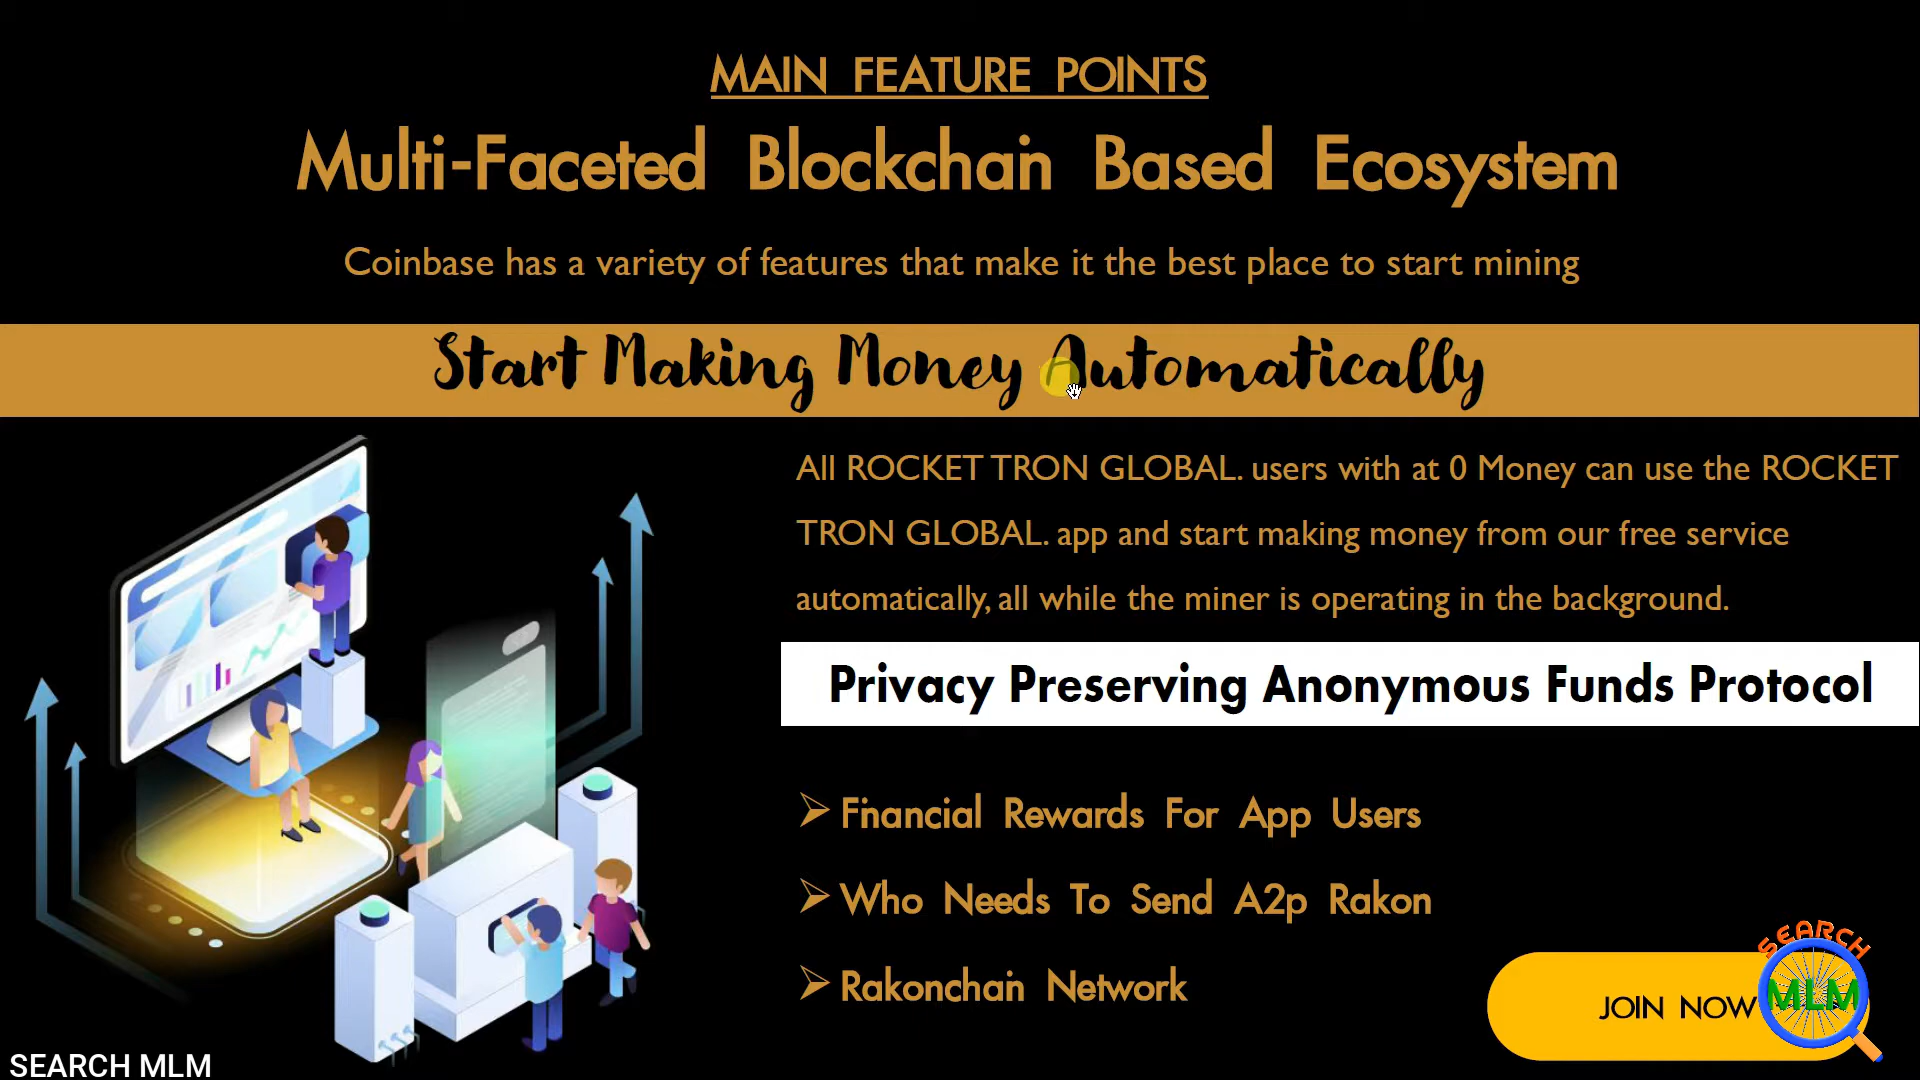 MAIN FEATURE POINTS
Multi-Faceted Blockchain Based Ecosystem
Coinbase has a variety of features that make it the best place to start mining
Start Making Money Automatically
All ROCKET TRON GLOBAL. users with at 0 Money can use the ROCKET
TRON GLOBAL. app and start making money from our free service
automatically, all while the miner is operating in the background.
Privacy Preserving Anonymous Funds Protocol
Financial Rewards For App Users
Who Needs To Send A2p Rakon
Rakonchain Network
JOIN NOW
SEARCH
MLM
SEARCH MLM